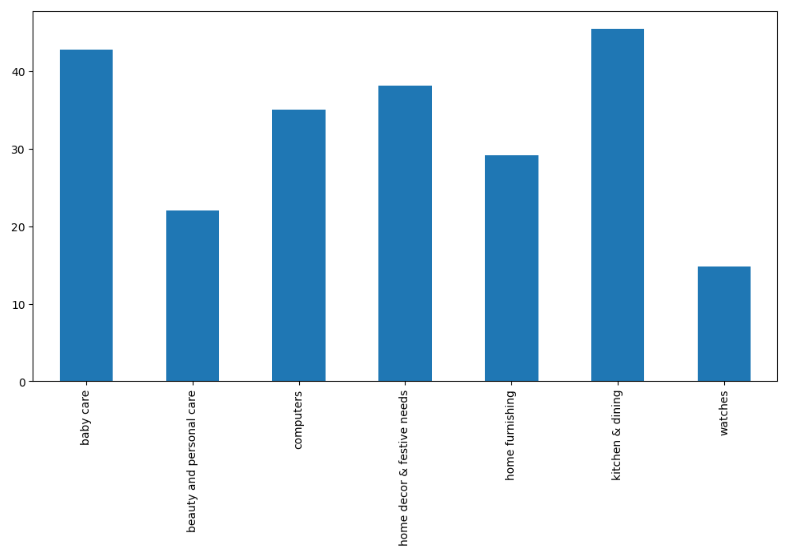 40
30
20
10
0
baby care
beauty and personal care
computers
home decor & festive needs
home furnishing
kitchen & dining
watches